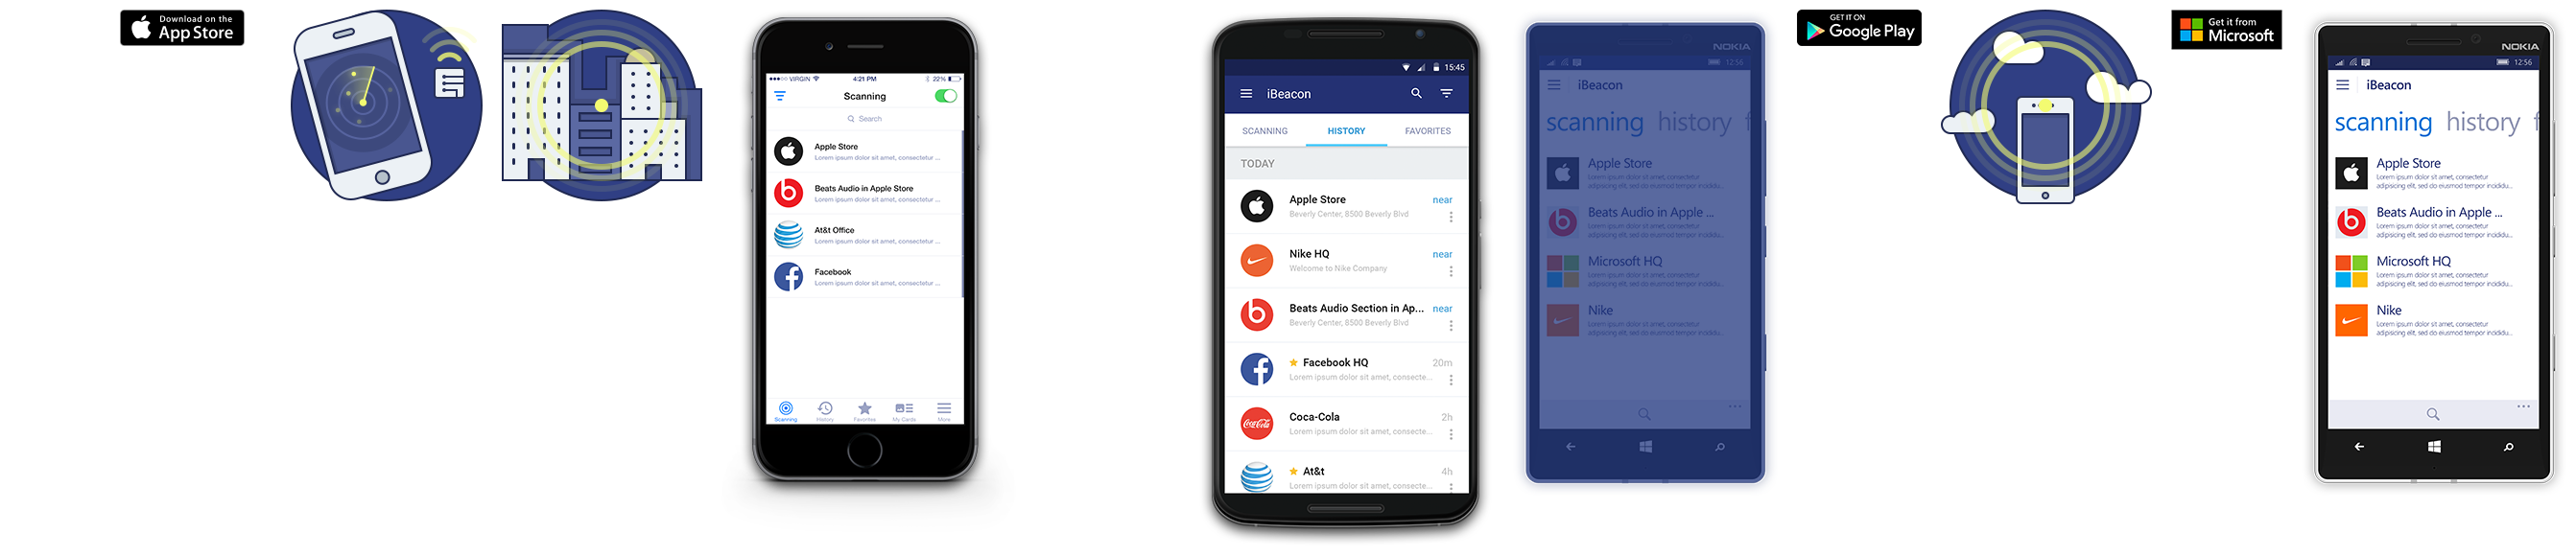 Download on the
App Store
VIRGIN
4:21 PM
22%
Scanning
Search
Apple Store
Lorem ipsum dolor sit amet, consectetur ...
Beats Audio in Apple Store
Lorem ipsum dolor sit amet, consectetur ...
At&t Office
Lorem ipsum dolor sit amet, consectetur ...
Facebook
Lorem ipsum dolor sit amet, consectetur ...
Scanning
History
Favorites
My Cards
More
15:45
iBeacon
SCANNING
HISTORY
FAVORITES
TODAY
Apple Store
near
Beverly Center, 8500 Beverly Blvd
Nike HQ
near
Welcome to Nike Company
Beats Audio Section in Ap...
near
Beverly Center, 8500 Beverly Blvd
Facebook HQ
20m
Lorem ipsum dolor sit amet, consecte...
Coca-Cola
2h
Lorem ipsum dolor sit amet, consecte...
At&t
4h
Lorem ipsum dolor sit amet, consecte...
NOKIA
12:56
iBeacon
scanning history f
Apple Store
Lorem ipsum dolor sit amet, consectetur
adipiscing elit, sed do eiusmod tempor incididu...
Beats Audio in Apple ...
Lorem ipsum dolor sit amet, consectetur
adipiscing elit, sed do eiusmod tempor incididu...
Microsoft HQ
Lorem ipsum dolor sit amet, consectetur
adipiscing elit, sed do eiusmod tempor incididu...
Nike
Lorem ipsum dolor sit amet, consectetur
adipiscing elit, sed do eiusmod tempor incididu...
GET IT ON
Google Play
Get it from
Microsoft
NOKIA
12:56
iBeacon
scanning history f
Apple Store
Lorem ipsum dolor sit amet, consectetur
adipiscing elit, sed do eiusmod tempor incididu...
Beats Audio in Apple ...
Lorem ipsum dolor sit amet, consectetur
adipiscing elit, sed do eiusmod tempor incididu...
Microsoft HQ
Lorem ipsum dolor sit amet, consectetur
adipiscing elit, sed do eiusmod tempor incididu...
Nike
Lorem ipsum dolor sit amet, consectetur
adipiscing elit, sed do eiusmod tempor incididu...